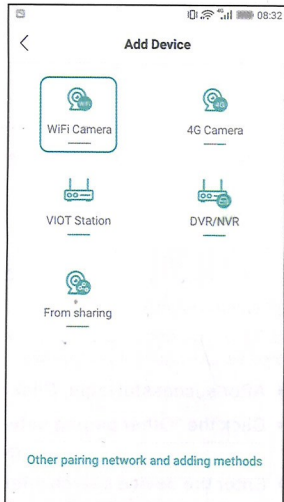 08:32
Add Device
WiFi Camera
4G Camera
VIOT Station
DVR/NVR
From sharing
Other pairing network and adding methods